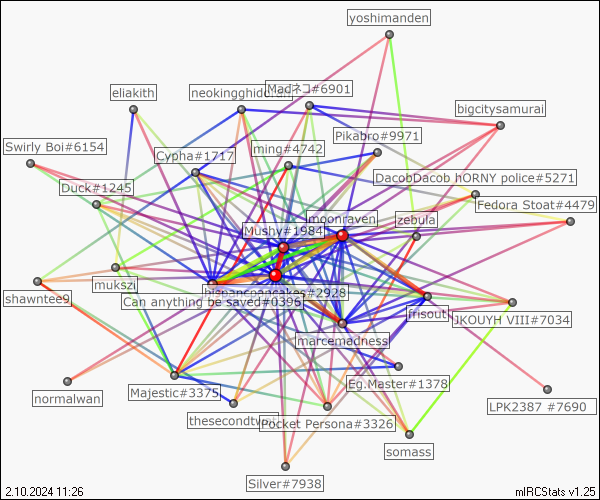 yoshimanden
eliakith
Madネコ#6901
bigcitysamurai
Pikabro#9971
Swirly Boi#6154
ming#4742
Cypha#1717
DacobDacob hORNY police#5271
Duck#1245
Fedora Stoat#4479
moonraven
zebula
Mushy#1984
mukszi
hispancpancakes#2928
shawntee9
Can anything be saved#0396
frisout
JKOUYH VIII#7034
marcemadness
Eg.Master#1378
normalwan
Majestic#3375
LPK2387 #7690
Pocket Persona#3326
somass
Silver#7938
2.10.2024 11:26
mIRCStats v1.25